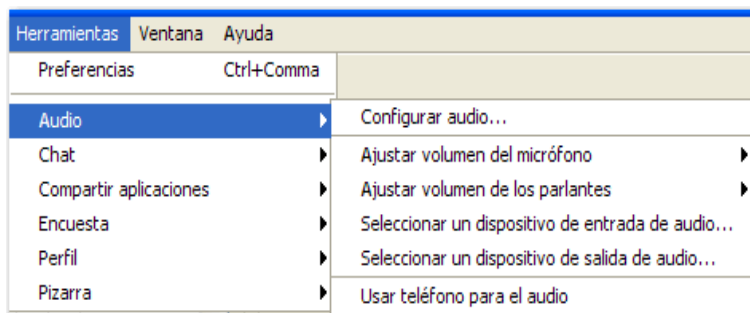 Herramientas Ventana Ayuda
Preferencias Ctrl+Comma
Audio
Chat
Compartir aplicaciones
Encuesta
Perfil
Pizarra
Configurar audio...
Ajustar volumen del micrófono
Ajustar volumen de los parlantes
Seleccionar un dispositivo de entrada de audio...
Seleccionar un dispositivo de salida de audio...
Usar teléfono para el audio